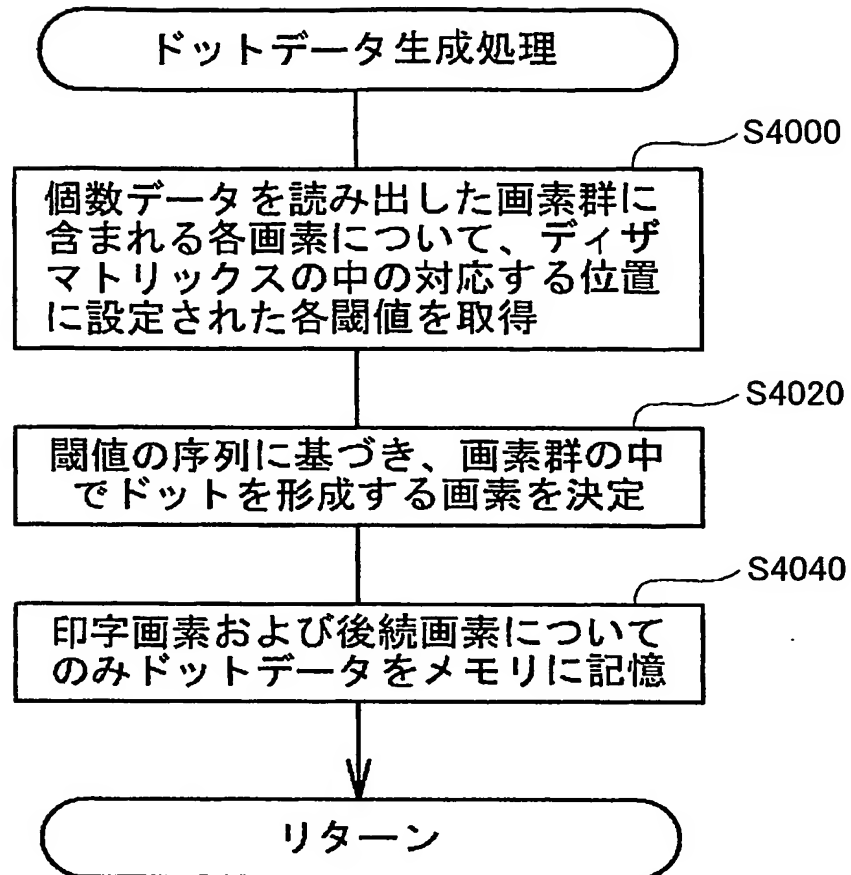 ドットデータ生成処理
S4000
個数データを読み出した画素群に
含まれる各画素について、ディザ
マトリックスの中の対応する位置
に設定された各閾値を取得
S4020
閾値の序列に基づき、画素群の中
でドットを形成する画素を決定
S4040
印字画素および後続画素について
のみドットデータをメモリに記憶
リターン